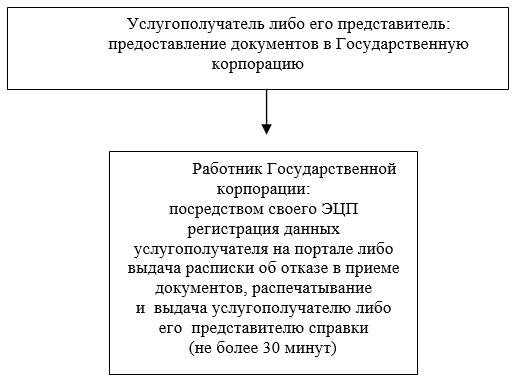 Услугополучатель либо его представитель:
предоставление документов в Государственную
корпорацию
Работник Государственной
корпорации:
посредством своего ЭЦП
регистрация данных
услугополучателя на портале либо
выдача расписки об отказе в приеме
документов, распечатывание
и выдача услугополучателю либо
его представителю справки
(не более 30 минут)